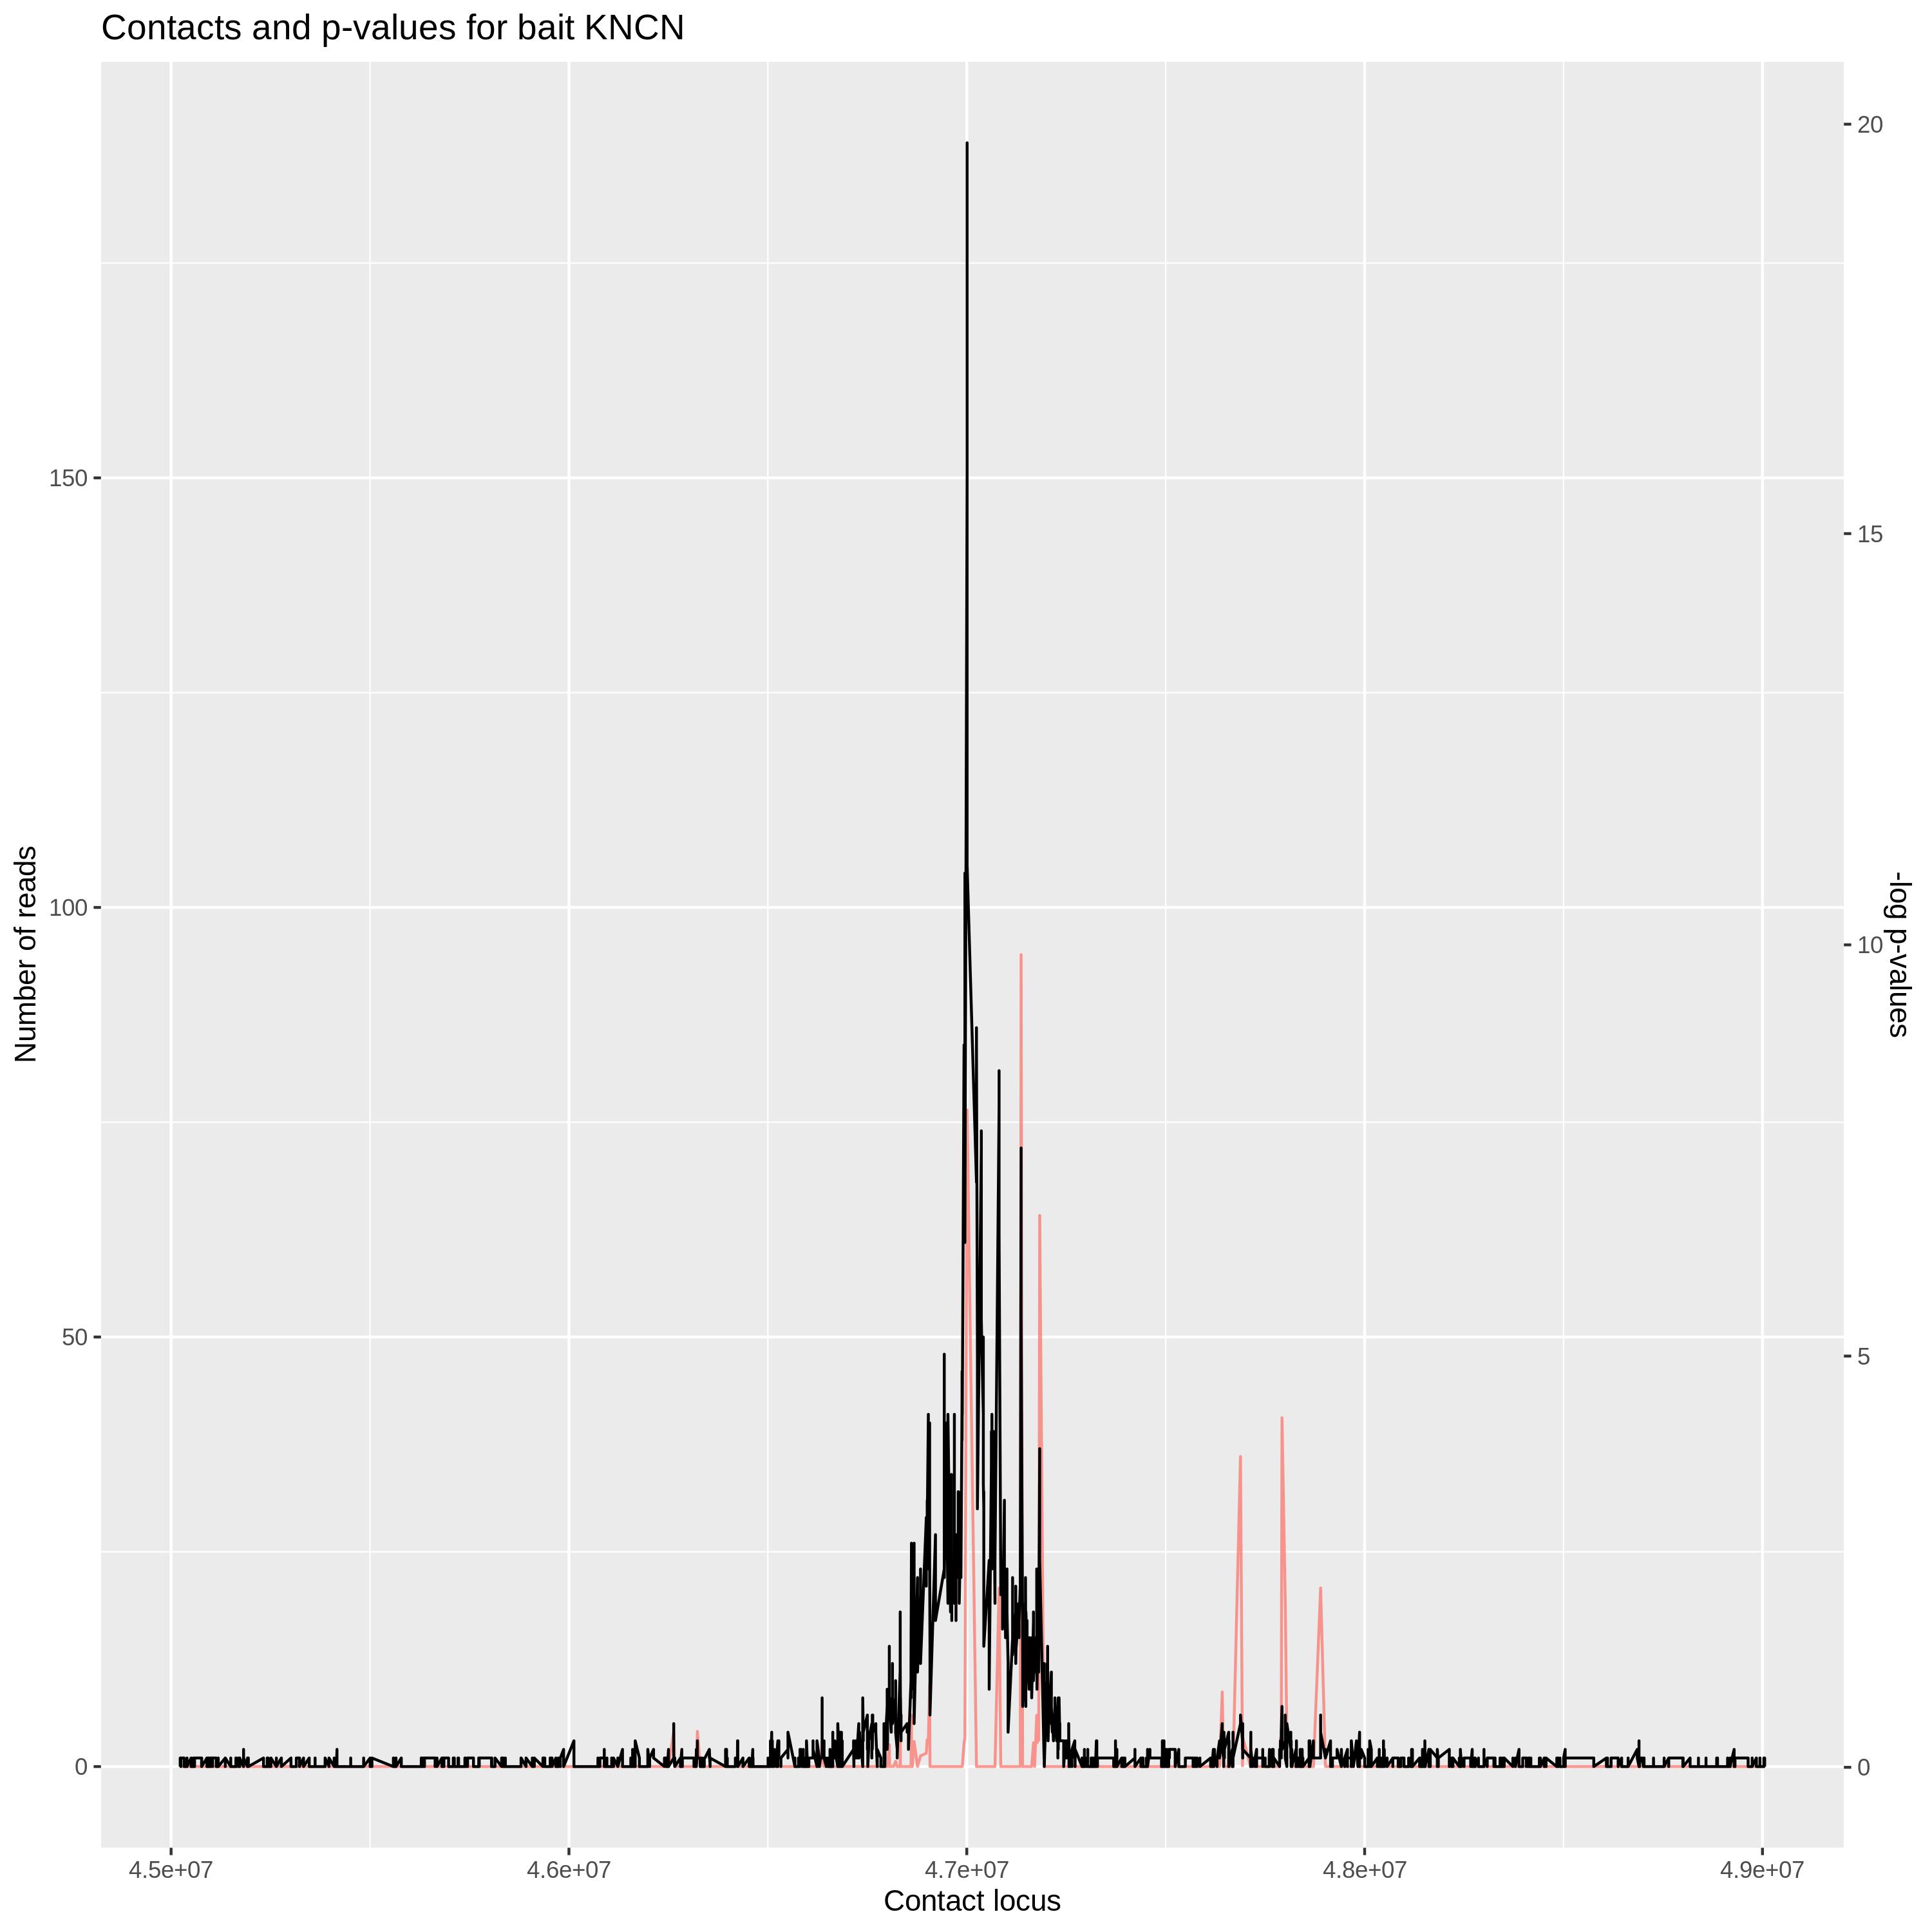 Contacts and p-values for bait KNCN
Number of reads
150
100
50
0
20
15
10
5
0
-log p-values
4.5e+07
4.6e+07
4.7e+07
4.8e+07
4.9e+07
Contact locus